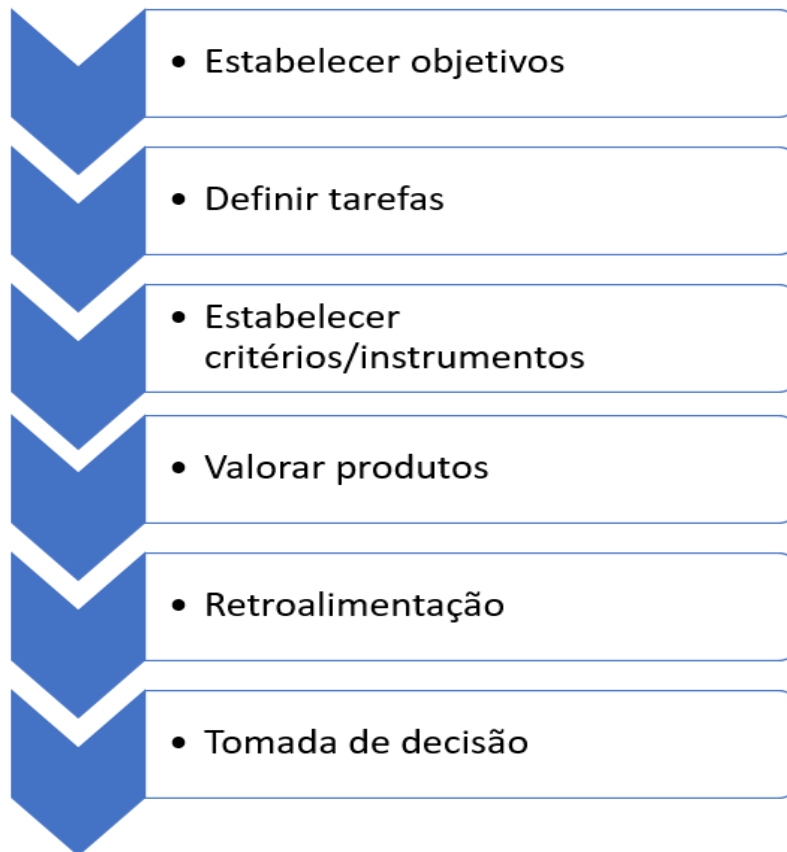 • Estabelecer objetivos
• Definir tarefas
• Estabelecer
critérios/instrumentos
• Valorar produtos
• Retroalimentação
• Tomada de decisão